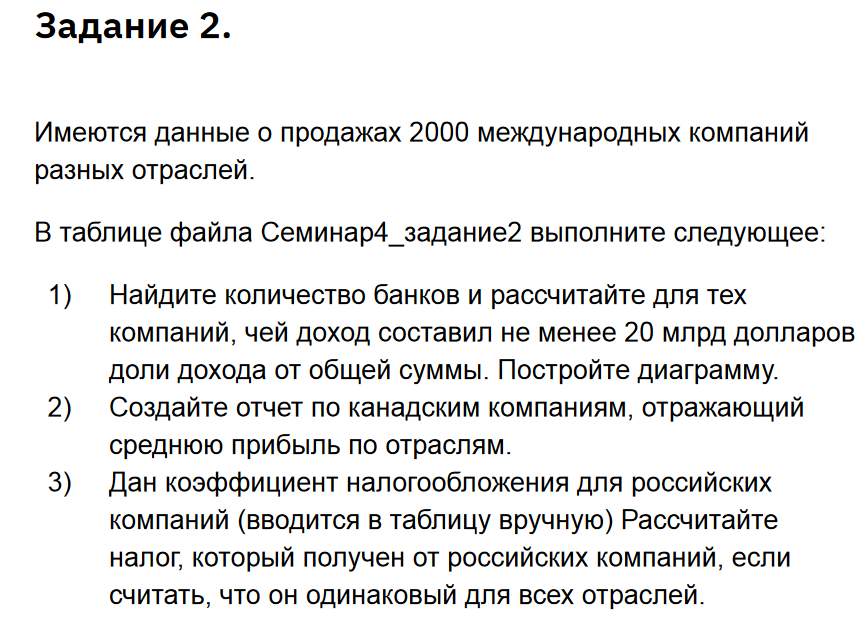 Задание 2.
Имеются данные о продажах 2000 международных компаний
разных отраслей.
В таблице файла Семинар4_задание2 выполните следующее:
1) Найдите количество банков и рассчитайте для тех
компаний, чей доход составил не менее 20 млрд долларов
доли дохода от общей суммы. Постройте диаграмму.
2) Создайте отчет по канадским компаниям, отражающий
среднюю прибыль по отраслям.
3) Дан коэффициент налогообложения для российских
компаний (вводится в таблицу вручную) Рассчитайте
налог, который получен от российских компаний, если
считать, что он одинаковый для всех отраслей.